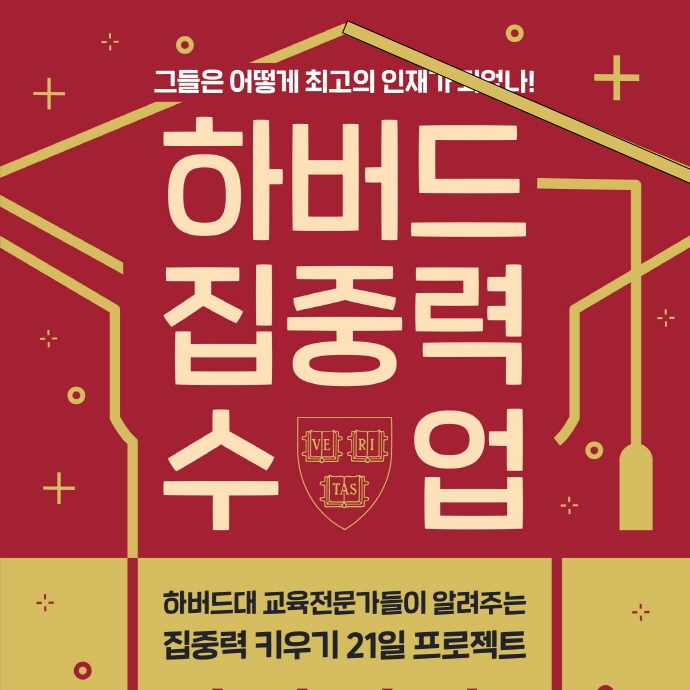 그들은 어떻게 최고의 인재가 되었나!
하버드
집중력
수업
VE RI
TAS
하버드대 교육전문가들이 알려주는
집중력 키우기 21일 프로젝트